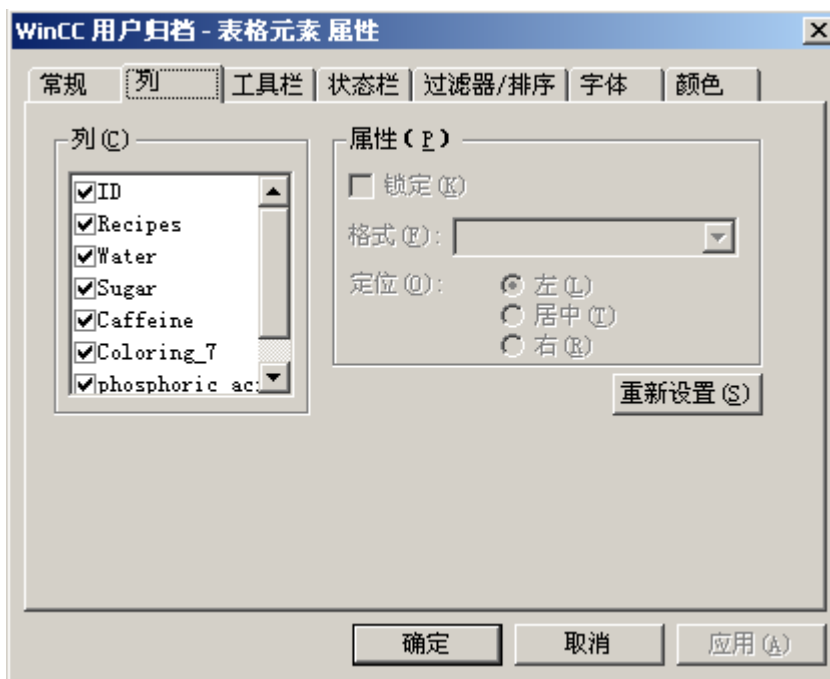 WinCC 用户归档 - 表格元素 属性
常规 列 工具栏 状态栏 过滤器/排序 字体 颜色
列(C)
ID
Recipes
Water
Sugar
Caffeine
Coloring_7
phosphoric
属性(P)
锁定(K)
格式(F):
定位(O):
左(L)
居中(T)
右(R)
重新设置(S)
确定 取消 应用(A)